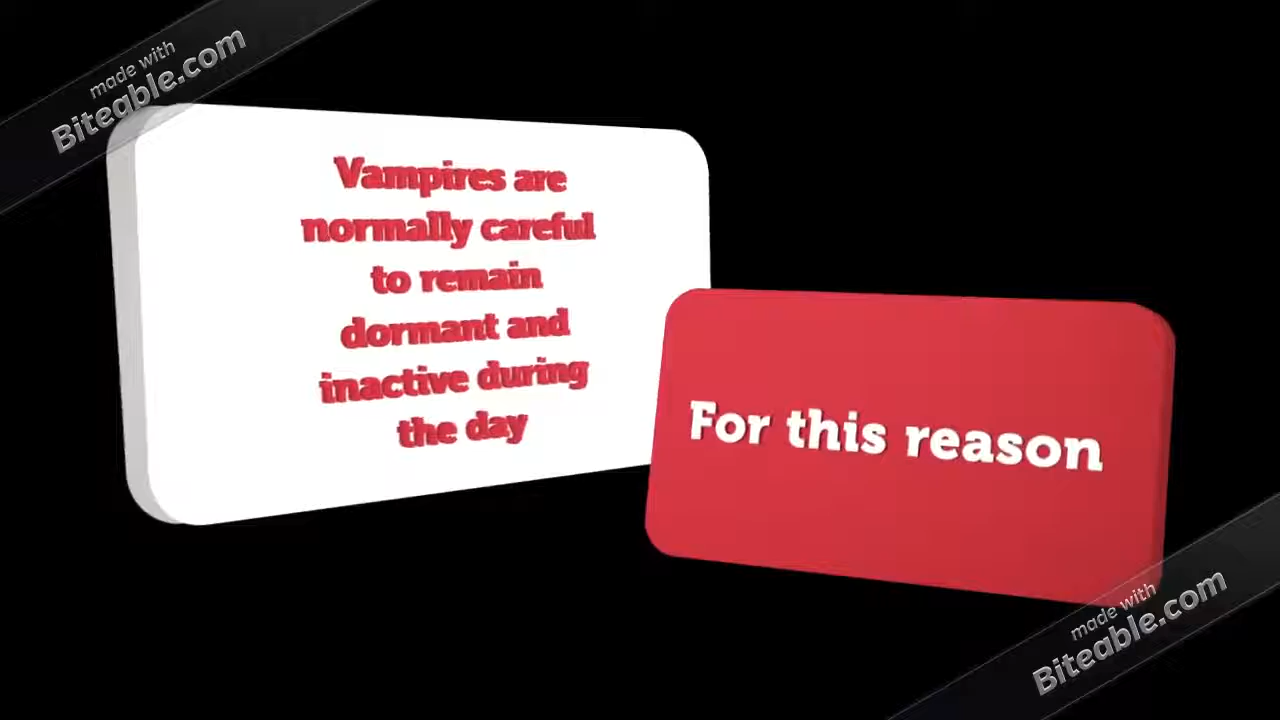 made with
Biteable.com
Vampires are
normally careful
to remain
dormant and
inactive during
the day
For this reason
made with
Biteable.com